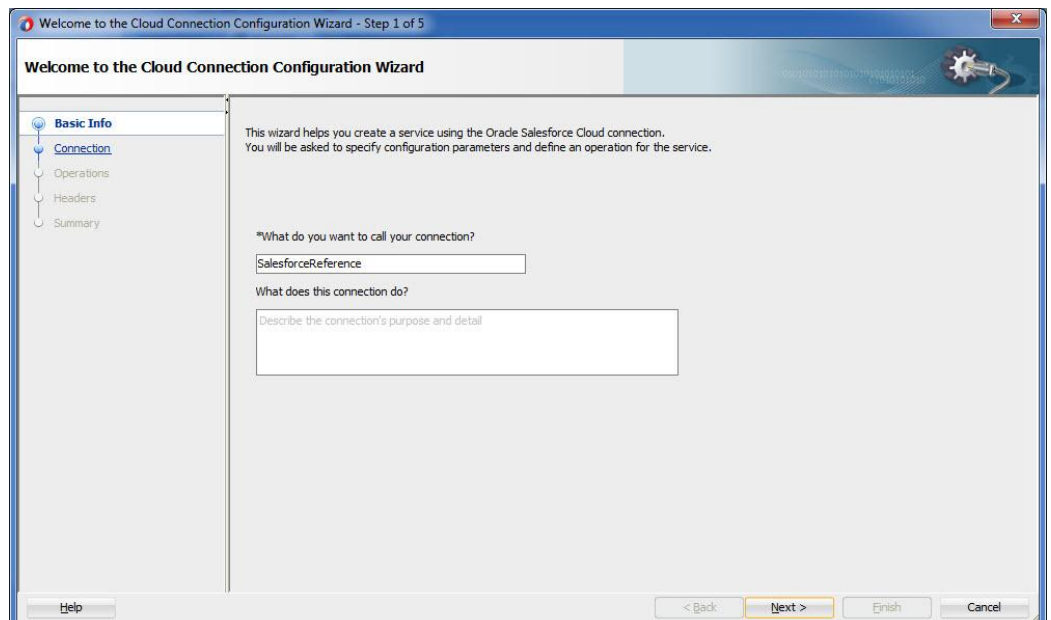 Welcome to the Cloud Connection Configuration Wizard - Step 1 of 5
Welcome to the Cloud Connection Configuration Wizard
Basic Info
Connection
Operations
Headers
Summary
This wizard helps you create a service using the Oracle Salesforce Cloud connection.
You will be asked to specify configuration parameters and define an operation for the service.
*What do you want to call your connection?
SalesforceReference
What does this connection do?
Describe the connection's purpose and detail
Help
< Back
Next >
Finish
Cancel